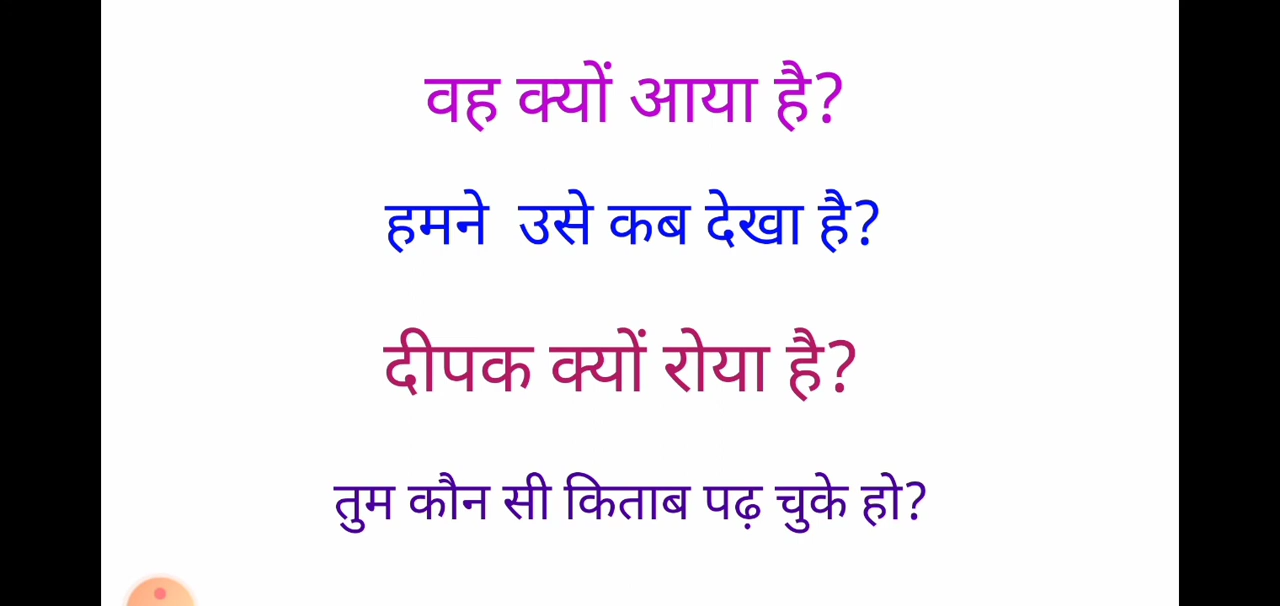 वह क्यों आया है?
हमने उसे कब देखा है?
दीपक क्यों रोया है?
तुम कौन सी किताब पढ़ चुके हो?